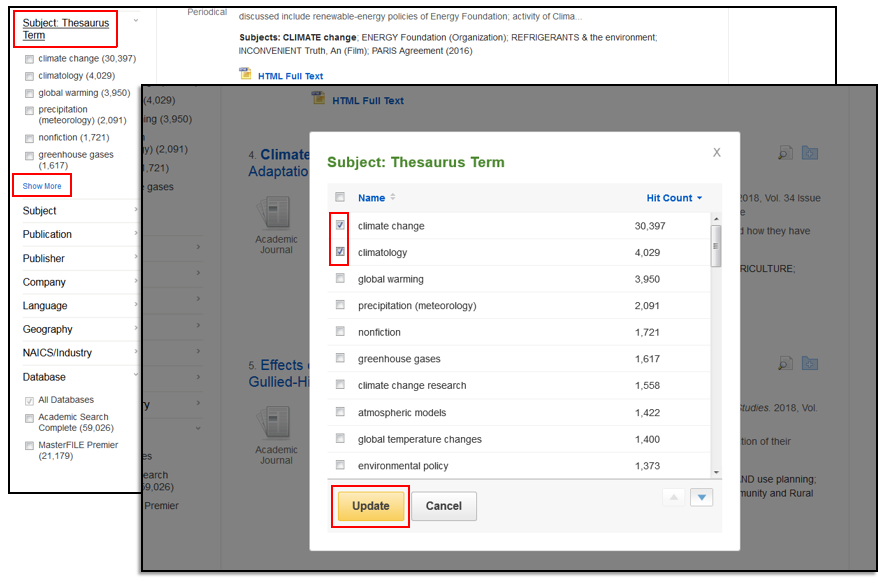 Subject: Thesaurus
Term
climate change (30,397)
climatology (4,029)
global warming (3,950)
precipitation
(meteorology) (2,091)
nonfiction (1,721)
greenhouse gases
(1,617)
Show More
Subject
Publication
Publisher
Company
Language
Geography
NAICS/Industry
Database
All Databases
Academic Search
Complete (59,026)
MasterFILE Premier
(21,179)
Periodical
discussed include renewable-energy policies of Energy Foundation; activity of Clima...
Subjects: CLIMATE change; ENERGY Foundation (Organization); REFRIGERANTS & the environment;
INCONVENIENT Truth, An (Film); PARIS Agreement (2016)
HTML Full Text
(4,029)
ing (3,950)
n
y) (2,091)
1,721)
e gases
ry
es
earch
59,026)
Premier
HTML Full Text
4. Climate
Adaptation
Academic
Journal
2018, Vol. 34 Issue
e
d how they have
RICULTURE;
5. Effects
Gullied-Hi
Academic
Journal
Studies. 2018, Vol.
tion of their
AND use planning;
munity and Rural
Subject: Thesaurus Term
X
Name
Hit Count
climate change 30,397
climatology 4,029
global warming 3,950
precipitation (meteorology) 2,091
nonfiction 1,721
greenhouse gases 1,617
climate change research 1,558
atmospheric models 1,422
global temperature changes 1,400
environmental policy 1,373
Update
Cancel